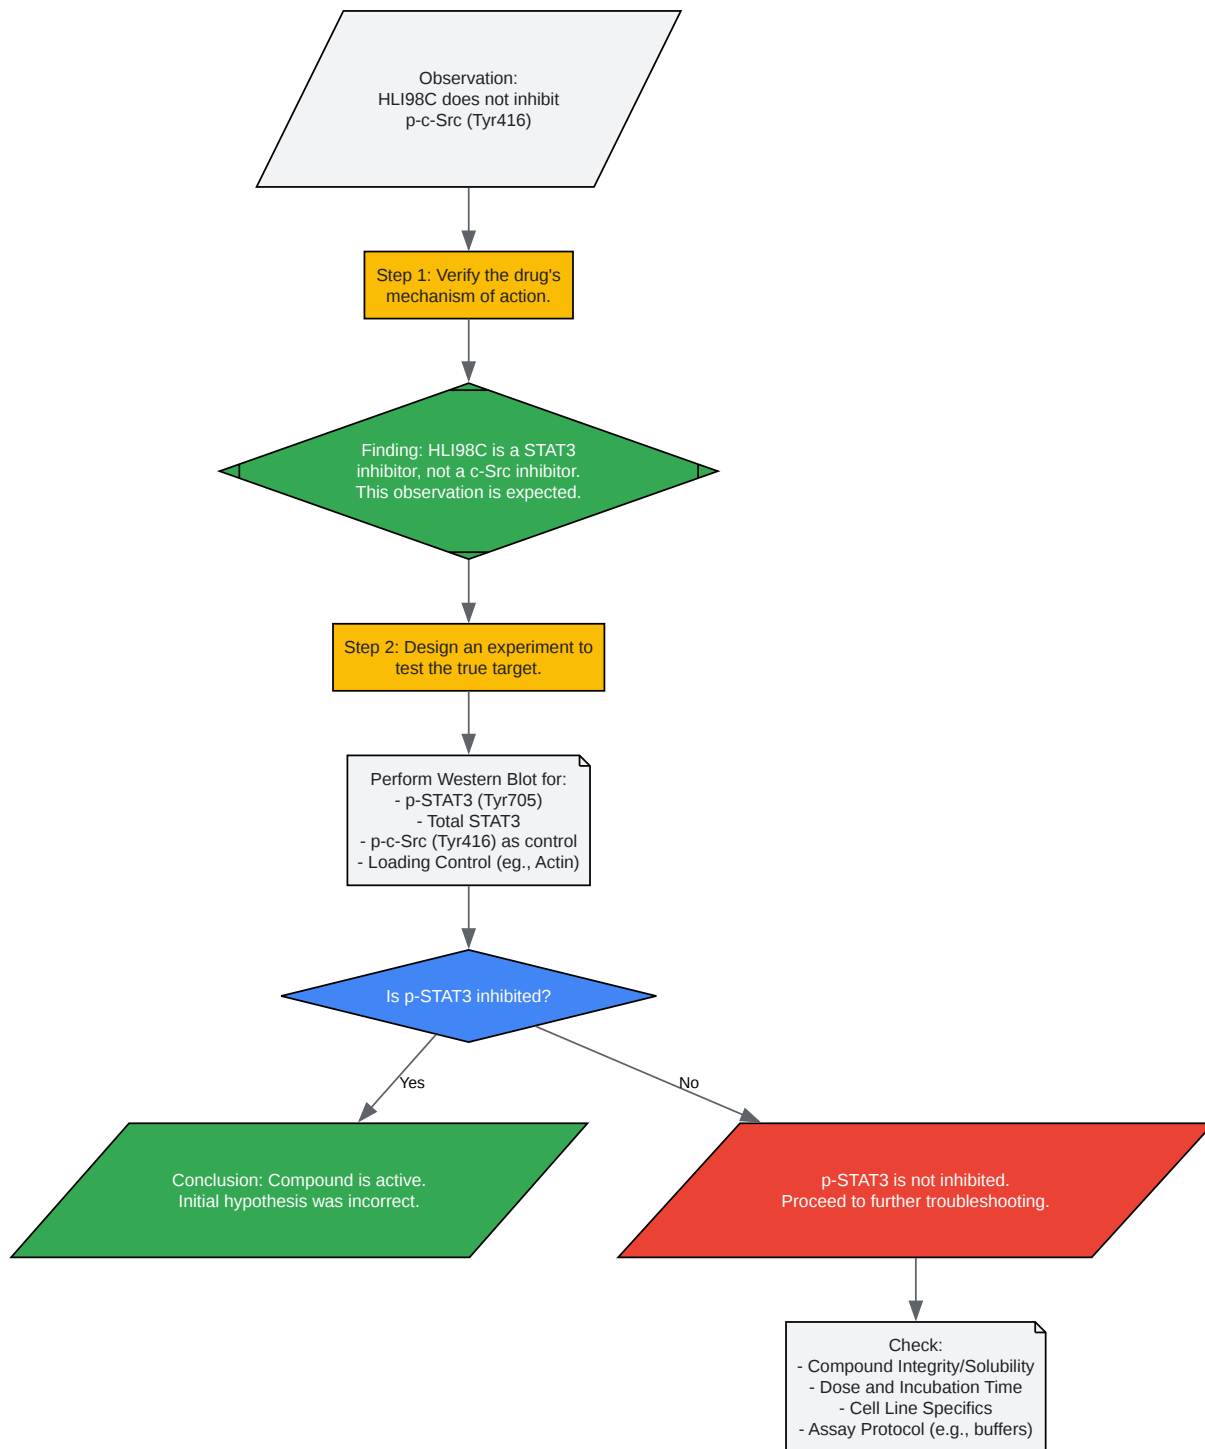 Observation:
HLI98C does not inhibit
p-c-Src (Tyr416)
Step 1: Verify the drug's
mechanism of action.
Finding: HLI98C is a STAT3
inhibitor, not a c-Src inhibitor.
This observation is expected.
Step 2: Design an experiment to
test the true target.
Perform Western Blot for:
- p-STAT3 (Tyr705)
- Total STAT3
- p-c-Src (Tyr416) as control
- Loading Control (eg., Actin)
Is p-STAT3 inhibited?
Yes
No
Conclusion: Compound is active.
Initial hypothesis was incorrect.
p-STAT3 is not inhibited.
Proceed to further troubleshooting.
Check:
- Compound Integrity/Solubility
- Dose and Incubation Time
- Cell Line Specifics
- Assay Protocol (e.g., buffers)